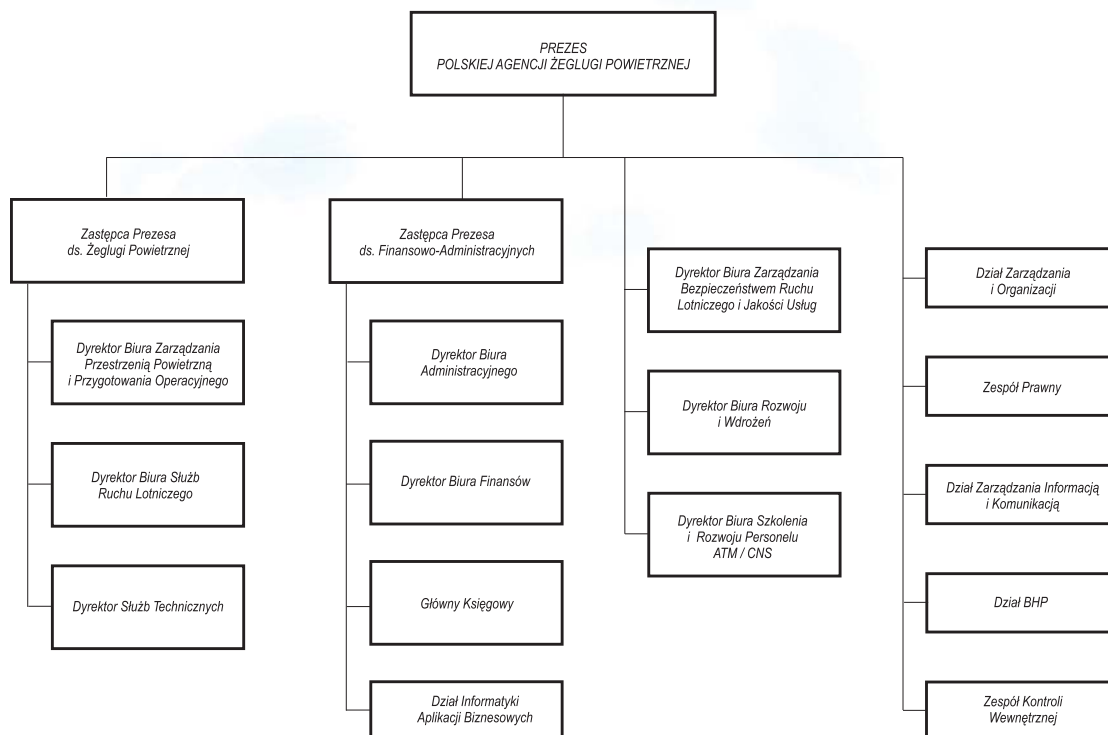 PREZES
POLSKIEJ AGENCJI ŻEGLUGI POWIETRZNEJ
Zastępca Prezesa
ds. Żeglugi Powietrznej
Dyrektor Biura Zarządzania
Przestrzenią Powietrzną
i Przygotowania Operacyjnego
Dyrektor Biura Służb
Ruchu Lotniczego
Dyrektor Służb Technicznych
Zastępca Prezesa
ds. Finansowo-Administracyjnych
Dyrektor Biura
Administracyjnego
Dyrektor Biura Finansów
Główny Księgowy
Dział Informatyki
Aplikacji Biznesowych
Dyrektor Biura Zarządzania
Bezpieczeństwem Ruchu
Lotniczego i Jakości Usług
Dyrektor Biura Rozwoju
i Wdrożeń
Dyrektor Biura Szkolenia
i Rozwoju Personelu
ATM / CNS
Dział Zarządzania
i Organizacji
Zespół Prawny
Dział Zarządzania Informacją
i Komunikacją
Dział BHP
Zespół Kontroli
Wewnętrznej